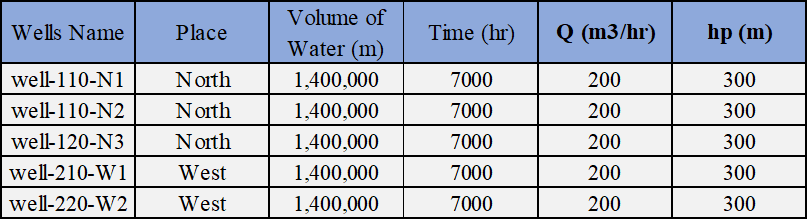 Wells Name Place Volume of Water (m) Time (hr) Q (m3/hr) hp (m)
well-110-N1 North 1,400,000 7000 200 300
well-110-N2 North 1,400,000 7000 200 300
well-120-N3 North 1,400,000 7000 200 300
well-210-W1 West 1,400,000 7000 200 300
well-220-W2 West 1,400,000 7000 200 300